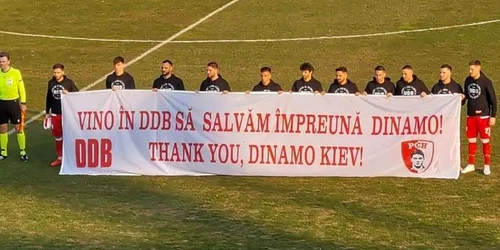 VINO ÎN DDB SĂ SALVĂM ÎMPREUNĂ DINAMO!
DDB THANK YOU, DINAMO KIEV!
PCH